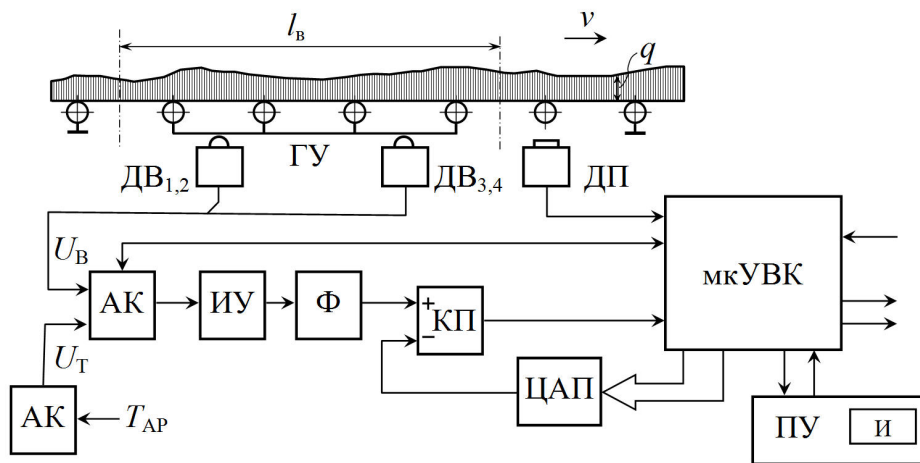 lв v
q
ГУ
ДВ1,2 ДВ3,4 ДП
UВ
АК ИУ Ф + КП мкУВК
−
UТ
ЦАП
АК TАР ПУ И